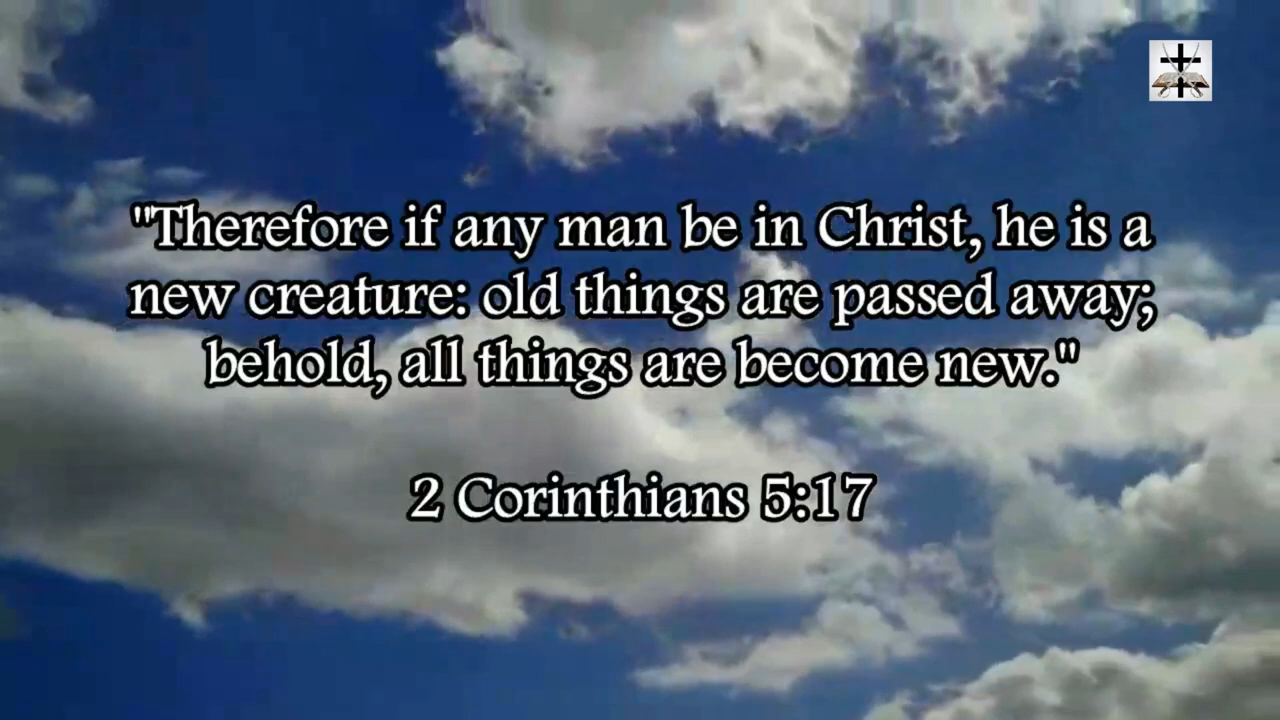 "Therefore if any man be in Christ, he is a
new creature: old things are passed away;
behold, all things are become new."
2 Corinthians 5:17